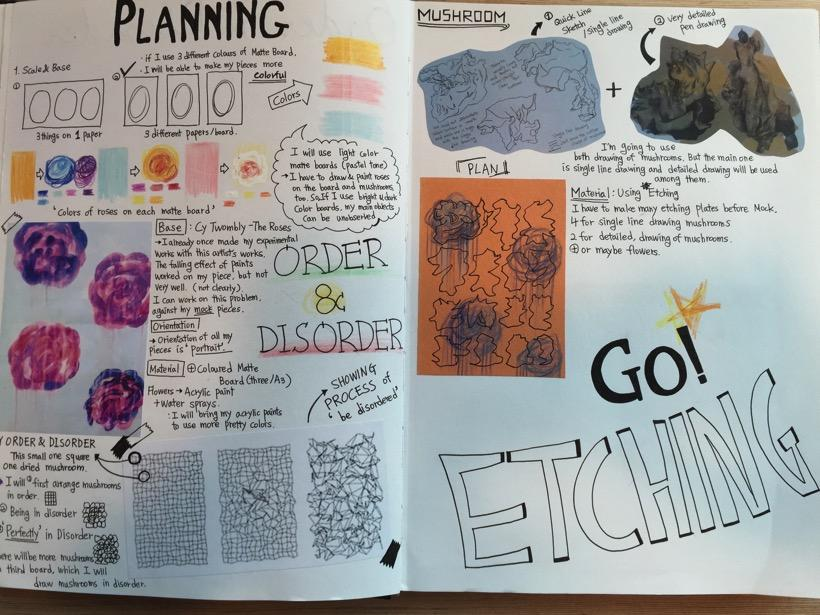 PLANNING
1. Scale & Base
①
②
3 things on 1 paper
3 different papers/board.
· If I use 3 different colours of Matte Board,
I will be able to make my pieces more
colorful
Colors
I will use light color
matte boards (pastel tone)
→ I have to draw & paint roses
on the board and mushrooms
too. So, If I use bright & dark
Color boards, my main objects
Can be unobserved.
'Colors of roses on each matte board'
Base : Cy Twombly - The Roses
→ I already once made my experimental
works with this artist's works.
The falling effect of paints
worked on my piece, but not
very well. (not clearly).
I can work on this problem,
against my mock pieces.
Orientation
→ Orientation of all my
pieces is 'portrait'.
Material ⊕ Coloured Matte
Board (three/A3)
Flowers → Acrylic paint
+ Water sprays.
: I will bring my acrylic paints
to use more pretty colors.
ORDER
&
DISORDER
SHOWING
PROCESS of
'be disordered'
Y ORDER & DISORDER
This small one square
one dried mushroom.
I will ① first arrange mushrooms
in order.
② Being in disorder
'Perfectly' in Disorder
ere will be more mushrooms
third board, which I will
draw mushrooms in disorder.
MUSHROOM
① Quick Line
Sketch / Single line
drawing
② Very detailed
pen drawing
+
I'm going to use
both drawing of mushrooms. But the main one
is single line drawing and detailed drawing will be used
among them.
PLAN
Material : Using Etching
I have to make many etching plates before Mock.
4 for single line drawing mushrooms
2 for detailed, drawing of mushrooms.
⊕ or maybe flowers.
Go!
ETCHING